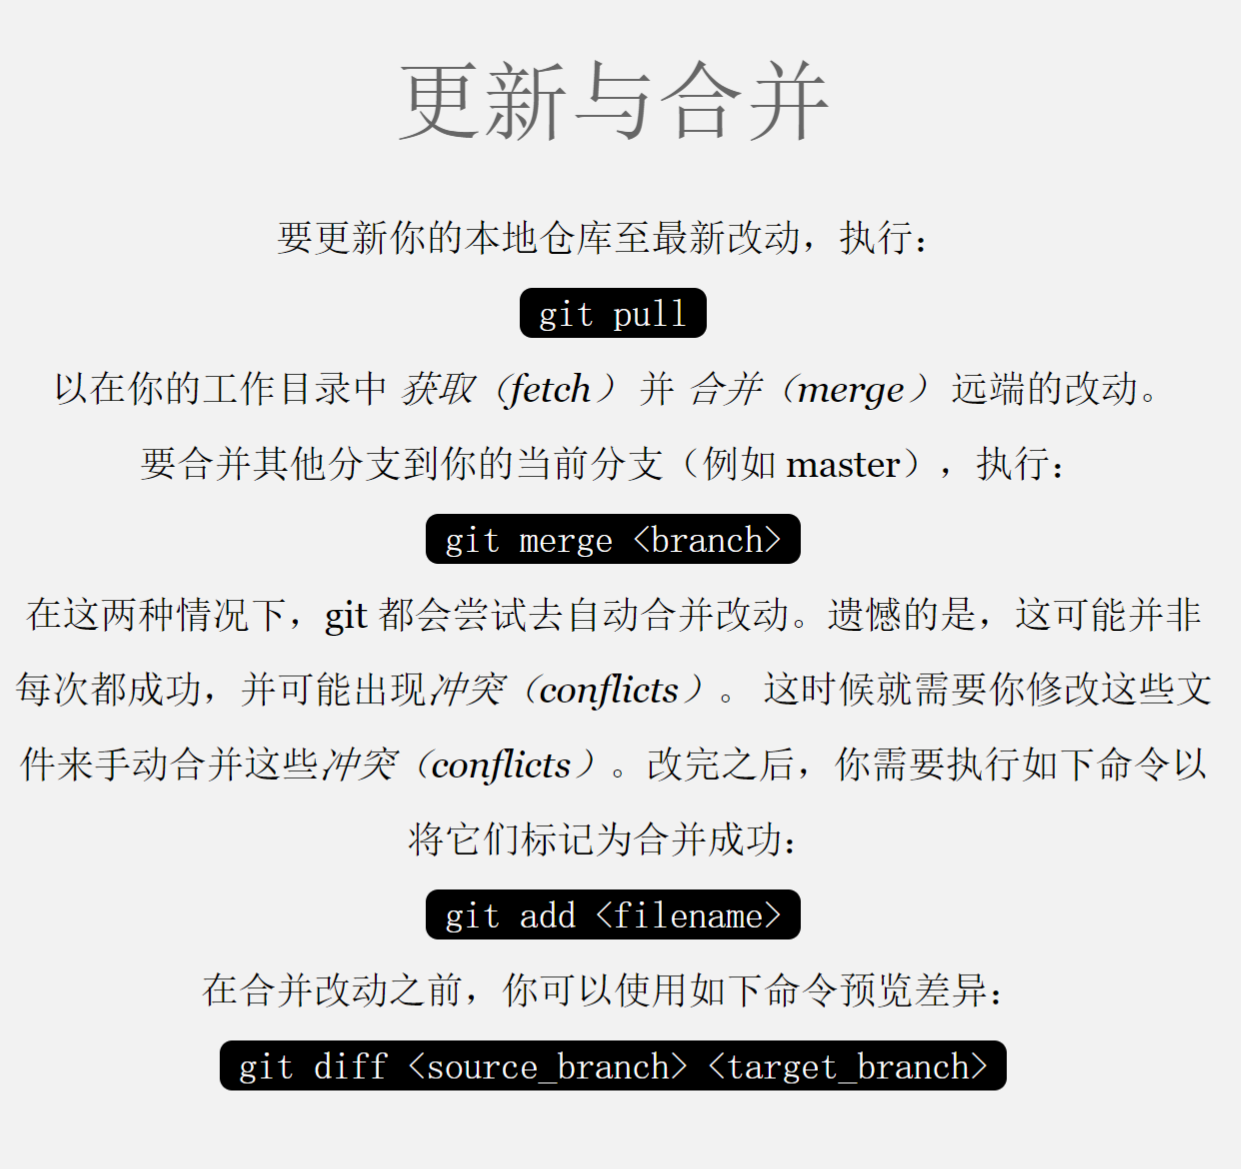 更新与合并
要更新你的本地仓库至最新改动，执行：
git pull
以在你的工作目录中 获取（fetch） 并 合并（merge） 远端的改动。
要合并其他分支到你的当前分支（例如 master），执行：
git merge <branch>
在这两种情况下，git 都会尝试去自动合并改动。遗憾的是，这可能并非
每次都成功，并可能出现冲突（conflicts）。 这时候就需要你修改这些文
件来手动合并这些冲突（conflicts）。改完之后，你需要执行如下命令以
将它们标记为合并成功：
git add <filename>
在合并改动之前，你可以使用如下命令预览差异：
git diff <source_branch> <target_branch>